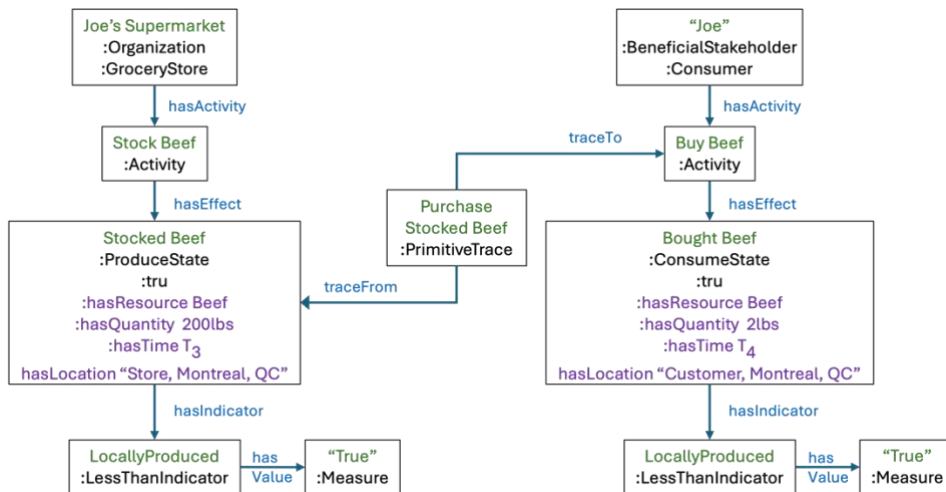 Joe's Supermarket
:Organization
:GroceryStore
hasActivity
Stock Beef
:Activity
hasEffect
Stocked Beef
:ProduceState
:tru
:hasResource Beef
:hasQuantity 200lbs
:hasTime T3
hasLocation "Store, Montreal, QC"
hasIndicator
LocallyProduced
:LessThanIndicator
has
Value
"True"
:Measure
traceTo
Purchase
Stocked Beef
:PrimitiveTrace
traceFrom
"Joe"
:BeneficialStakeholder
:Consumer
hasActivity
Buy Beef
:Activity
hasEffect
Bought Beef
:ConsumeState
:tru
:hasResource Beef
:hasQuantity 2lbs
:hasTime T4
hasLocation "Customer, Montreal, QC"
hasIndicator
LocallyProduced
:LessThanIndicator
has
Value
"True"
:Measure